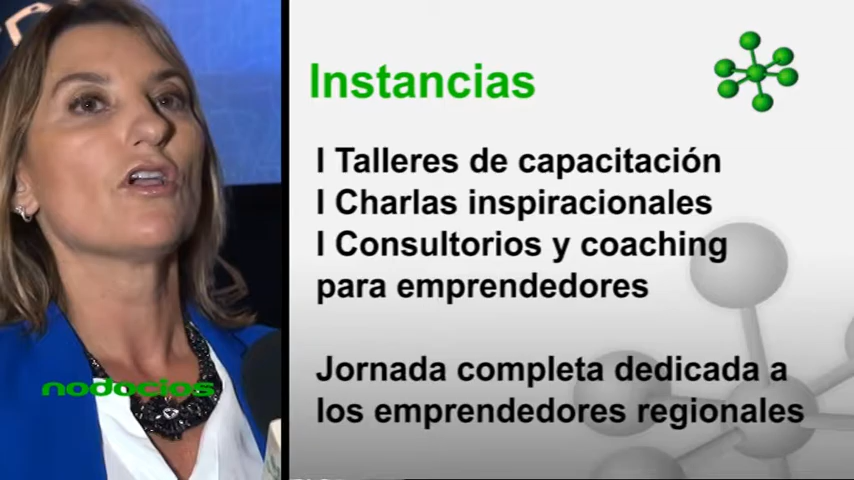 Instancias
l Talleres de capacitación
l Charlas inspiracionales
l Consultorios y coaching
para emprendedores
Jornada completa dedicada a
los emprendedores regionales
nodocios